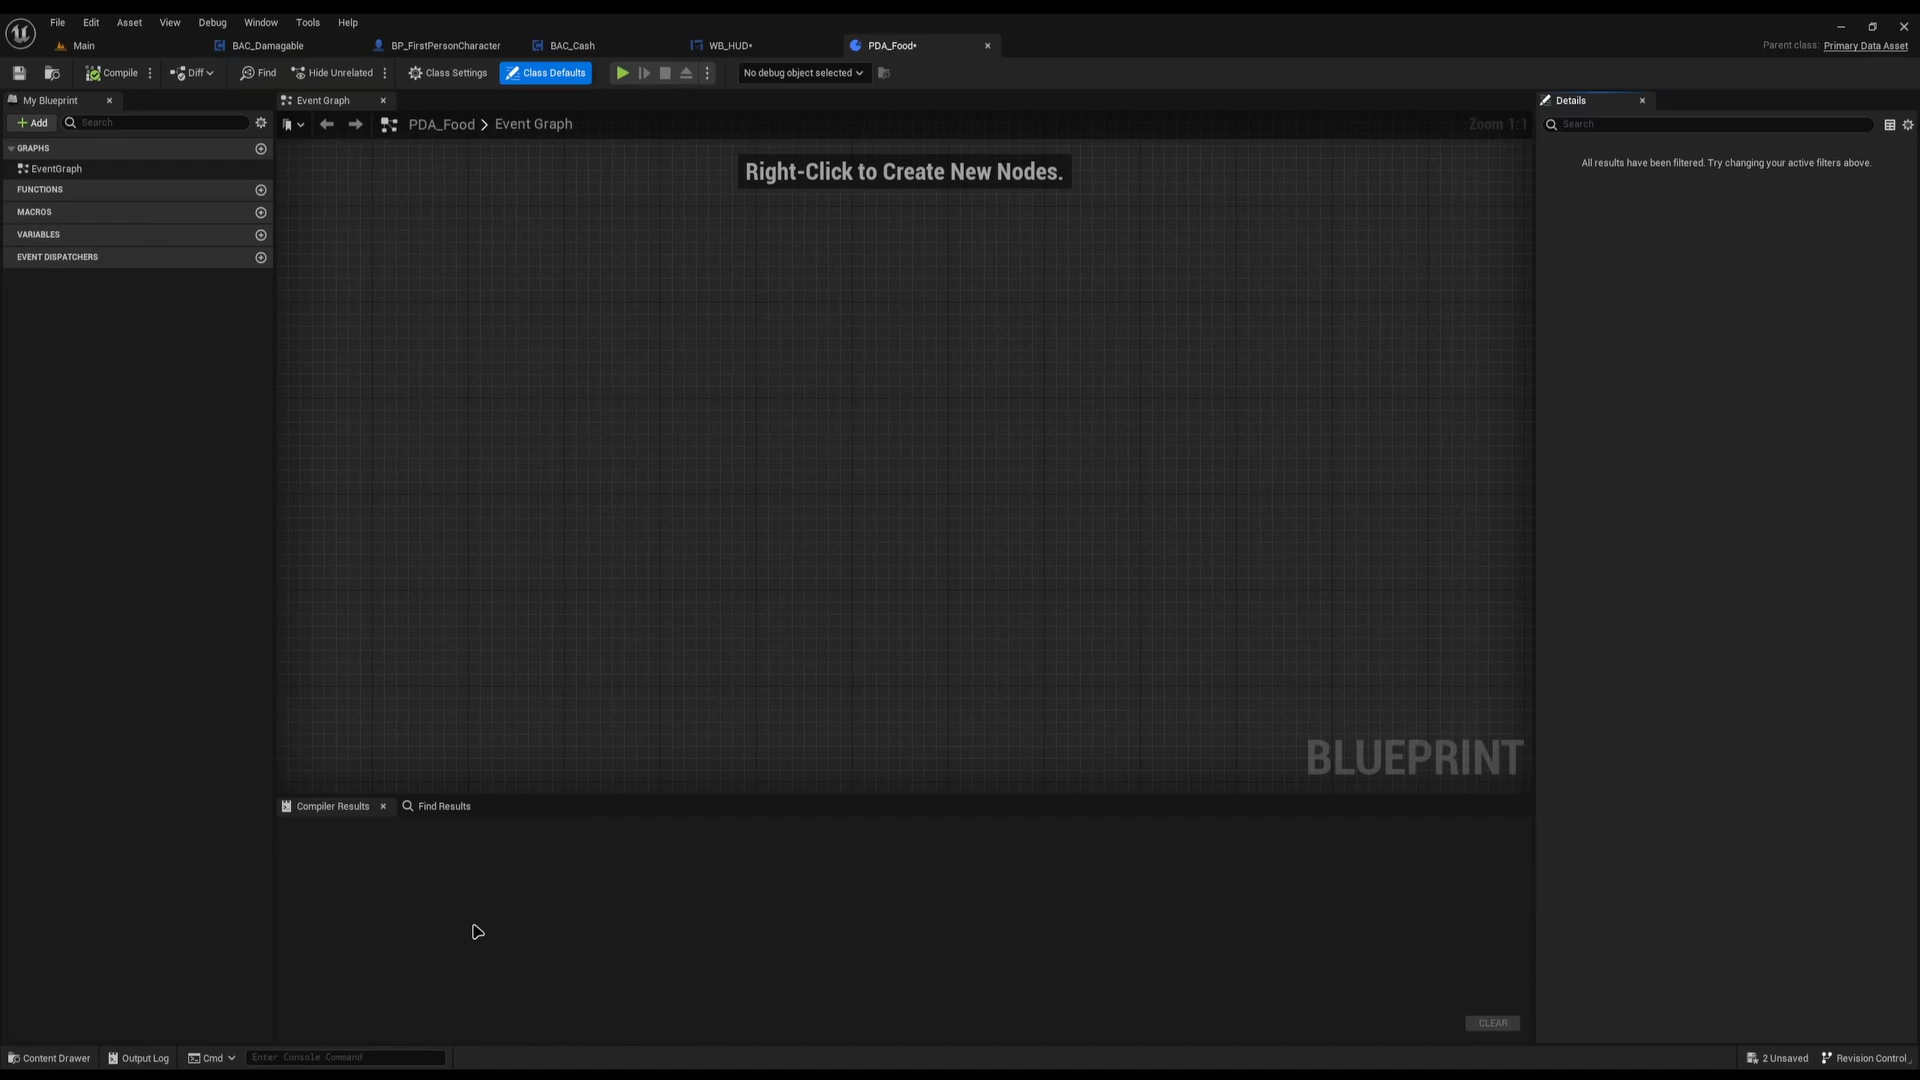 File Edit Asset View Debug Window Tools Help
Main BAC_Damagable BP_FirstPersonCharacter BAC_Cash WB_HUD* PDA_Food* Parent class: Primary Data Asset
Compile Diff Find Hide Unrelated Class Settings Class Defaults No debug object selected
My Blueprint Event Graph Details
Add Search PDA_Food > Event Graph Zoom 1:1 Search
Right-Click to Create New Nodes.
All results have been filtered. Try changing your active filters above.
GRAPHS
EventGraph
FUNCTIONS
MACROS
VARIABLES
EVENT DISPATCHERS
BLUEPRINT
Compiler Results Find Results
CLEAR
Content Drawer Output Log Cmd Enter Console Command 2 Unsaved Revision Control